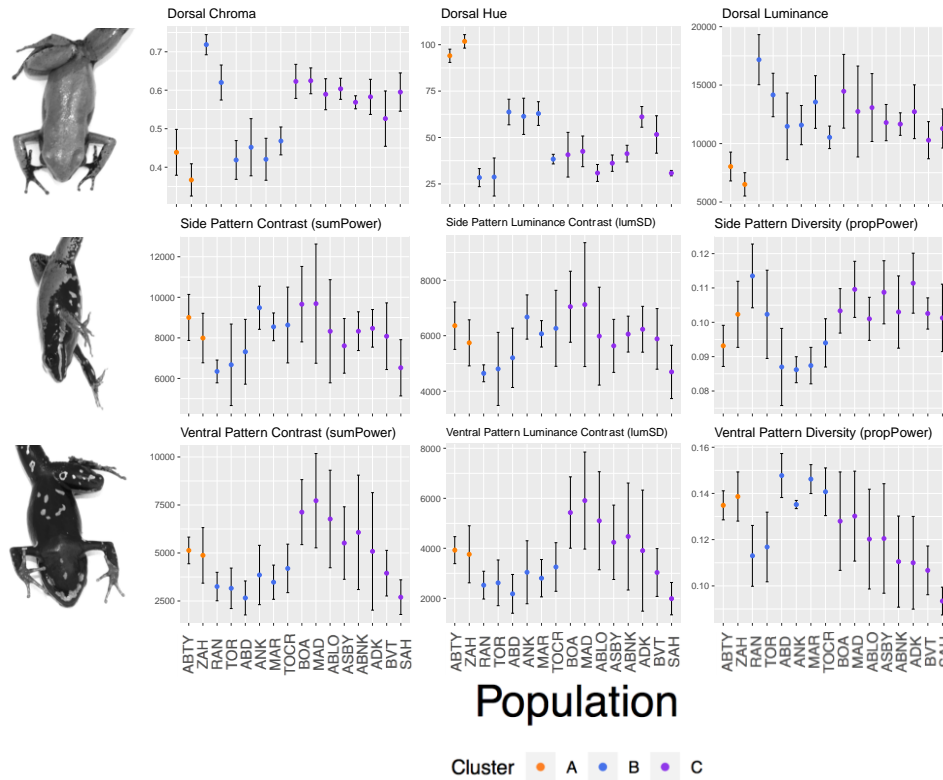 Dorsal Chroma
Dorsal Hue
Dorsal Luminance
0.7
0.6
0.5
0.4
100
75
50
25
20000
15000
10000
5000
Side Pattern Contrast (sumPower)
Side Pattern Luminance Contrast (lumSD)
Side Pattern Diversity (propPower)
12000
10000
8000
6000
8000
6000
4000
0.12
0.11
0.10
0.09
0.08
Ventral Pattern Contrast (sumPower)
Ventral Pattern Luminance Contrast (lumSD)
Ventral Pattern Diversity (propPower)
10000
7500
5000
2500
8000
6000
4000
2000
0.16
0.14
0.12
0.10
ABTY ZAH RAN TOR ABD ANK MAR TOCR BOA MAD ABLO ASBY ABNK ADK BVT SAH
ABTY ZAH RAN TOR ABD ANK MAR TOCR BOA MAD ABLO ASBY ABNK ADK BVT SAH
ABTY ZAH RAN TOR ABD ANK MAR TOCR BOA MAD ABLO ASBY ABNK ADK BVT SAH
Population
Cluster A B C